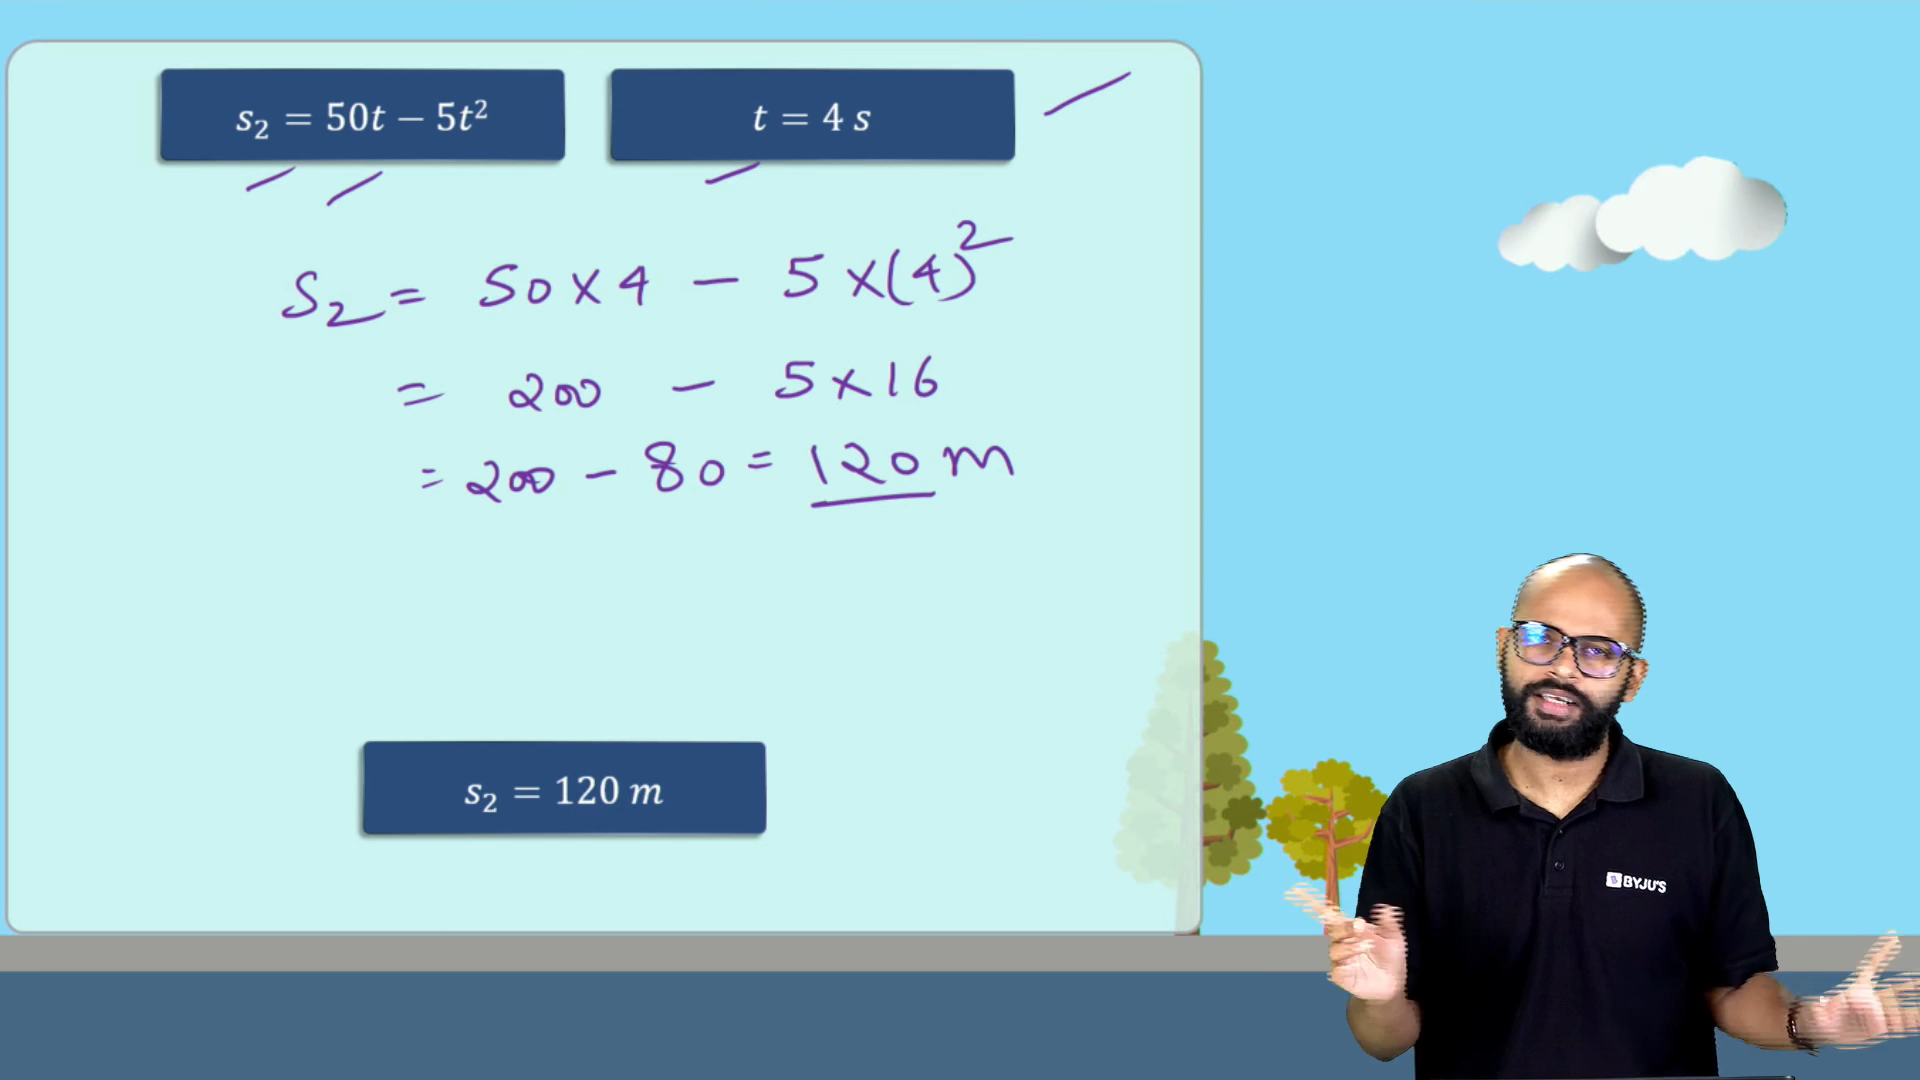 s₂ = 50t − 5t²
t = 4 s
S₂ = 50 × 4 − 5 × (4)²
= 200 − 5 × 16
= 200 − 80 = 120 m
s₂ = 120 m
BYJU'S